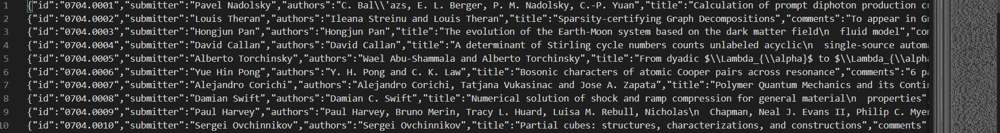 1 {"id":"0704.0001","submitter":"Pavel Nadolsky","authors":"C. Bal\\'azs, E. L. Berger, P. M. Nadolsky, C.-P. Yuan","title":"Calculation of prompt diphoton production
2 {"id":"0704.0002","submitter":"Louis Theran","authors":"Ileana Streinu and Louis Theran","title":"Sparsity-certifying Graph Decompositions","comments":"To appear in
3 {"id":"0704.0003","submitter":"Hongjun Pan","authors":"Hongjun Pan","title":"The evolution of the Earth-Moon system based on the dark matter field\n  fluid model","co
4 {"id":"0704.0004","submitter":"David Callan","authors":"David Callan","title":"A determinant of Stirling cycle numbers counts unlabeled acyclic\n  single-source automa
5 {"id":"0704.0005","submitter":"Alberto Torchinsky","authors":"Wael Abu-Shammala and Alberto Torchinsky","title":"From dyadic $\\Lambda_{\\alpha}$ to $\\Lambda_{\\alpha
6 {"id":"0704.0006","submitter":"Yue Hin Pong","authors":"Y. H. Pong and C. K. Law","title":"Bosonic characters of atomic Cooper pairs across resonance","comments":"6 pa
7 {"id":"0704.0007","submitter":"Alejandro Corichi","authors":"Alejandro Corichi, Tatjana Vukasinac and Jose A. Zapata","title":"Polymer Quantum Mechanics and its Conti
8 {"id":"0704.0008","submitter":"Damian Swift","authors":"Damian C. Swift","title":"Numerical solution of shock and ramp compression for general material\n  properties"
9 {"id":"0704.0009","submitter":"Paul Harvey","authors":"Paul Harvey, Bruno Merin, Tracy L. Huard, Luisa M. Rebull, Nicholas\n  Chapman, Neal J. Evans II, Philip C. Mye
10 {"id":"0704.0010","submitter":"Sergei Ovchinnikov","authors":"Sergei Ovchinnikov","title":"Partial cubes: structures, characterizations, and constructions","comments"